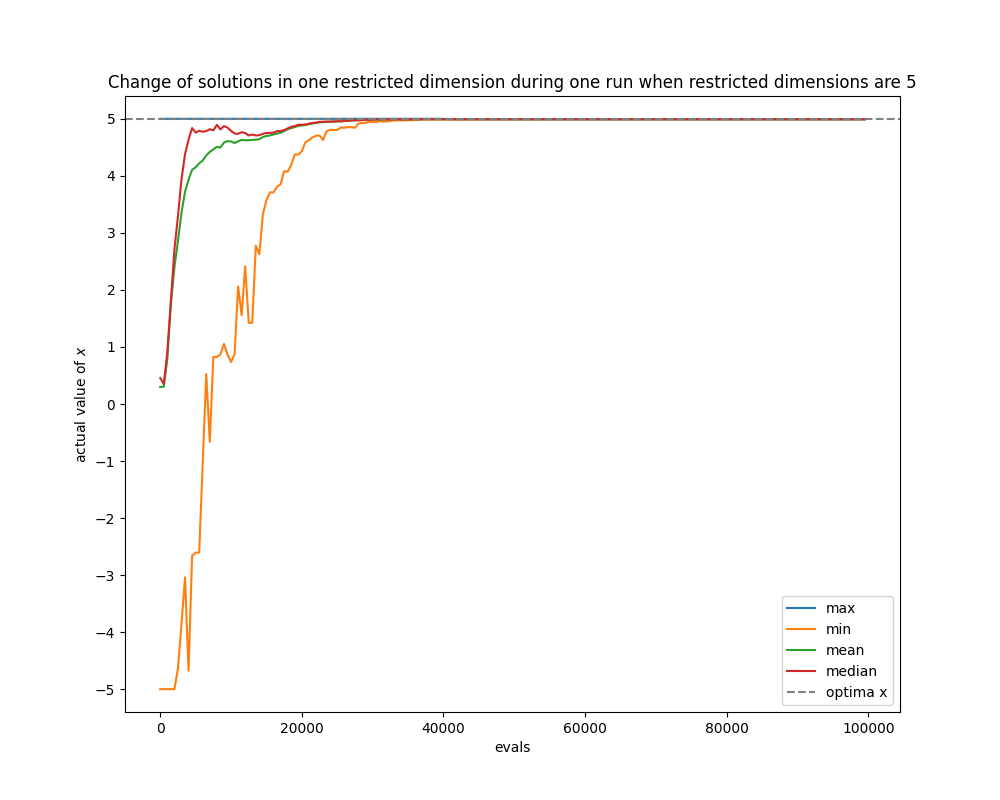 Change of solutions in one restricted dimension during one run when restricted dimensions are 5
5
4
3
2
1
0
−1
−2
−3
−4
−5
actual value of x
0 20000 40000 60000 80000 100000
evals
max
min
mean
median
optima x